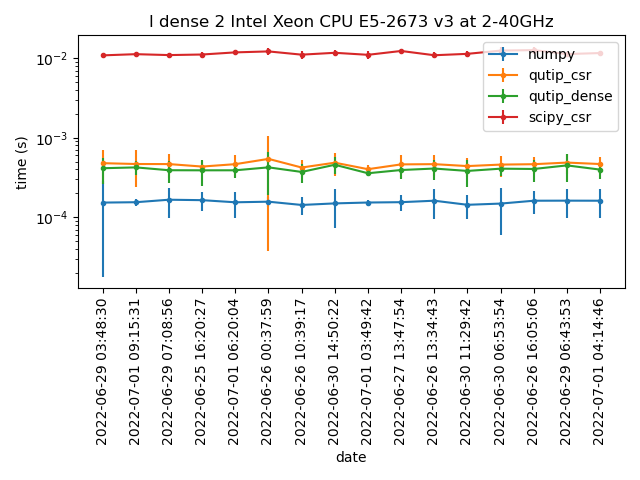 I dense 2 Intel Xeon CPU E5-2673 v3 at 2-40GHz
numpy
qutip_csr
qutip_dense
scipy_csr
time (s)
10⁻²
10⁻³
10⁻⁴
2022-06-29 03:48:30
2022-07-01 09:15:31
2022-06-29 07:08:56
2022-06-25 16:20:27
2022-07-01 06:20:04
2022-06-26 00:37:59
2022-06-26 10:39:17
2022-06-30 14:50:22
2022-07-01 03:49:42
2022-06-27 13:47:54
2022-06-26 13:34:43
2022-06-30 11:29:42
2022-06-30 06:53:54
2022-06-26 16:05:06
2022-06-29 06:43:53
2022-07-01 04:14:46
date